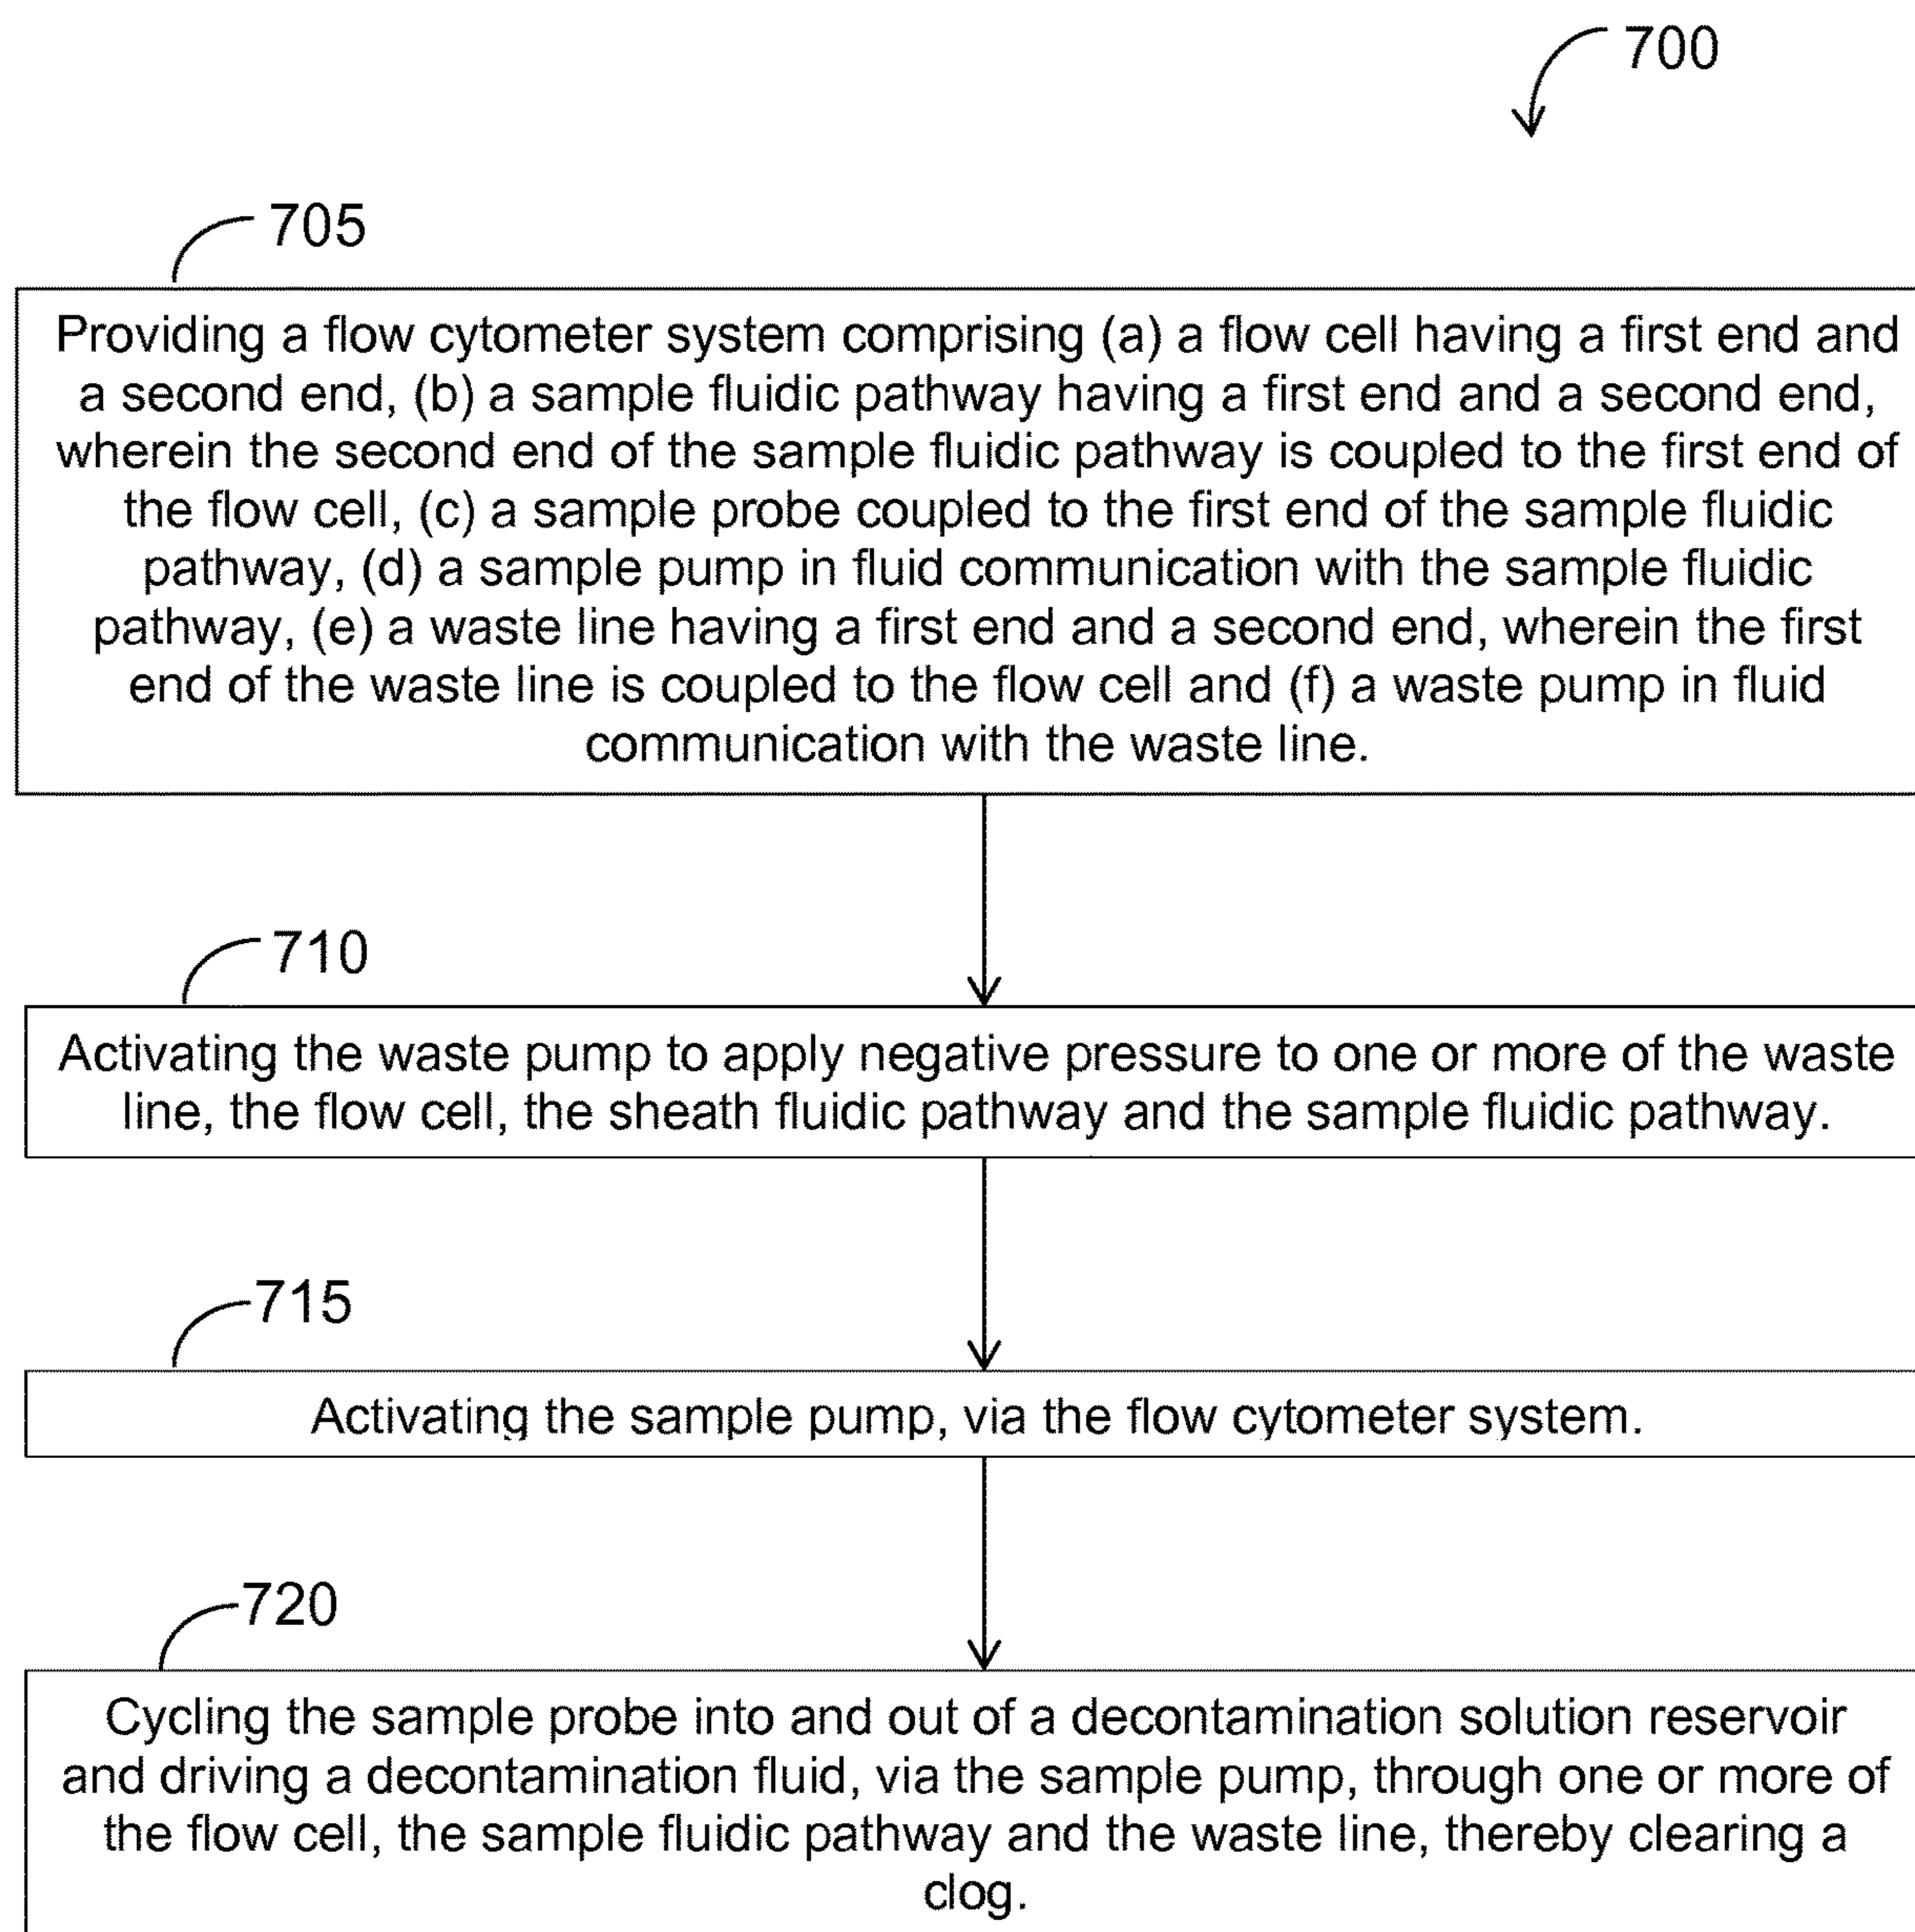 700
705
Providing a flow cytometer system comprising (a) a flow cell having a first end and
a second end, (b) a sample fluidic pathway having a first end and a second end,
wherein the second end of the sample fluidic pathway is coupled to the first end of
the flow cell, (c) a sample probe coupled to the first end of the sample fluidic
pathway, (d) a sample pump in fluid communication with the sample fluidic
pathway, (e) a waste line having a first end and a second end, wherein the first
end of the waste line is coupled to the flow cell and (f) a waste pump in fluid
communication with the waste line.
710
Activating the waste pump to apply negative pressure to one or more of the waste
line, the flow cell, the sheath fluidic pathway and the sample fluidic pathway.
715
Activating the sample pump, via the flow cytometer system.
720
Cycling the sample probe into and out of a decontamination solution reservoir
and driving a decontamination fluid, via the sample pump, through one or more of
the flow cell, the sample fluidic pathway and the waste line, thereby clearing a
clog.